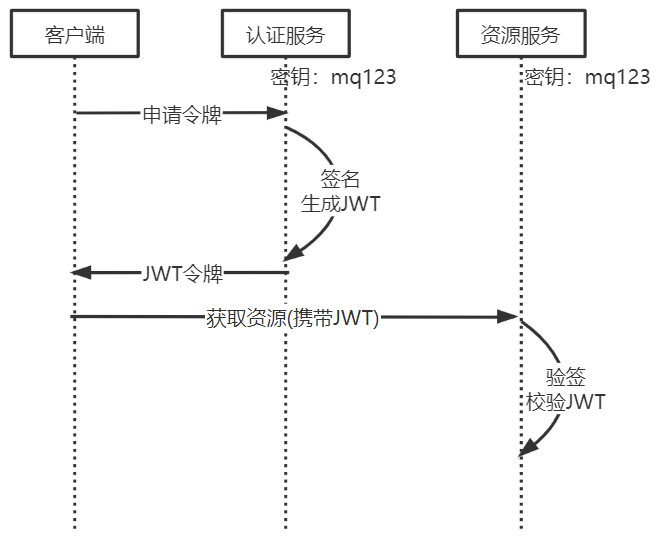 客户端
认证服务
资源服务
密钥：mq123
密钥：mq123
申请令牌
签名
生成JWT
JWT令牌
获取资源(携带JWT)
验签
校验JWT